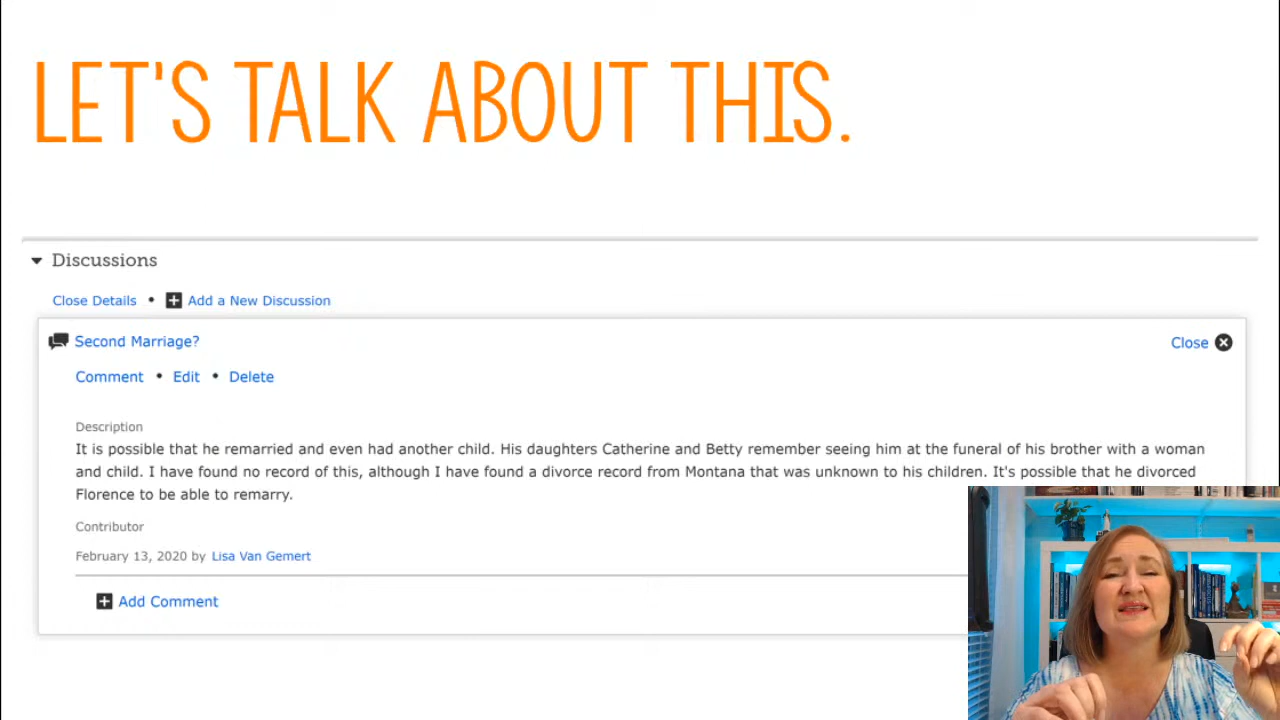 LET'S TALK ABOUT THIS.
Discussions
Close Details • Add a New Discussion
Second Marriage? Close
Comment • Edit • Delete
Description
It is possible that he remarried and even had another child. His daughters Catherine and Betty remember seeing him at the funeral of his brother with a woman
and child. I have found no record of this, although I have found a divorce record from Montana that was unknown to his children. It's possible that he divorced
Florence to be able to remarry.
Contributor
February 13, 2020 by Lisa Van Gemert
Add Comment